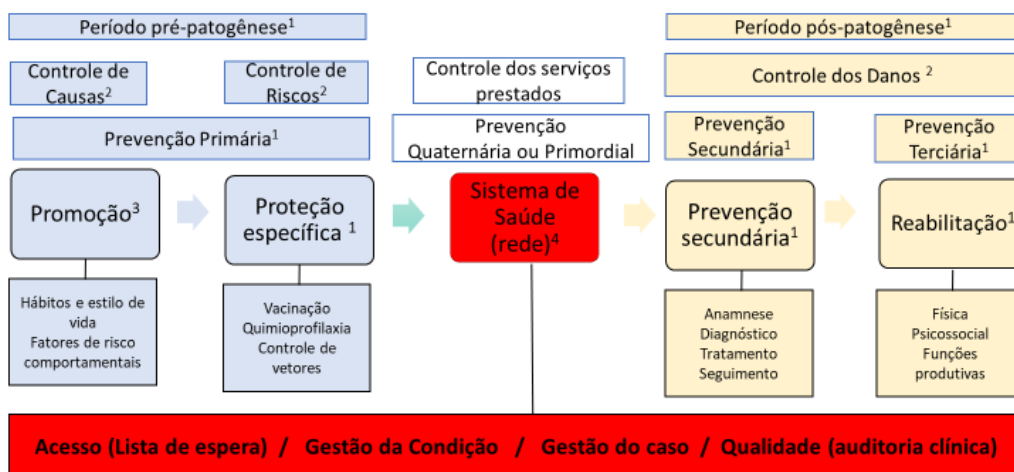 Período pré-patogênese¹
Período pós-patogênese¹
Controle de
Causas²
Controle de
Riscos²
Controle dos serviços
prestados
Controle dos Danos ²
Prevenção Primária¹
Prevenção
Quaternária ou Primordial
Prevenção
Secundária¹
Prevenção
Terciária¹
Promoção³
Proteção
específica ¹
Sistema de
Saúde
(rede)⁴
Prevenção
secundária¹
Reabilitação¹
Hábitos e estilo de
vida
Fatores de risco
comportamentais
Vacinação
Quimioprofilaxia
Controle de
vetores
Anamnese
Diagnóstico
Tratamento
Seguimento
Física
Psicossocial
Funções
produtivas
Acesso (Lista de espera) / Gestão da Condição / Gestão do caso / Qualidade (auditoria clínica)